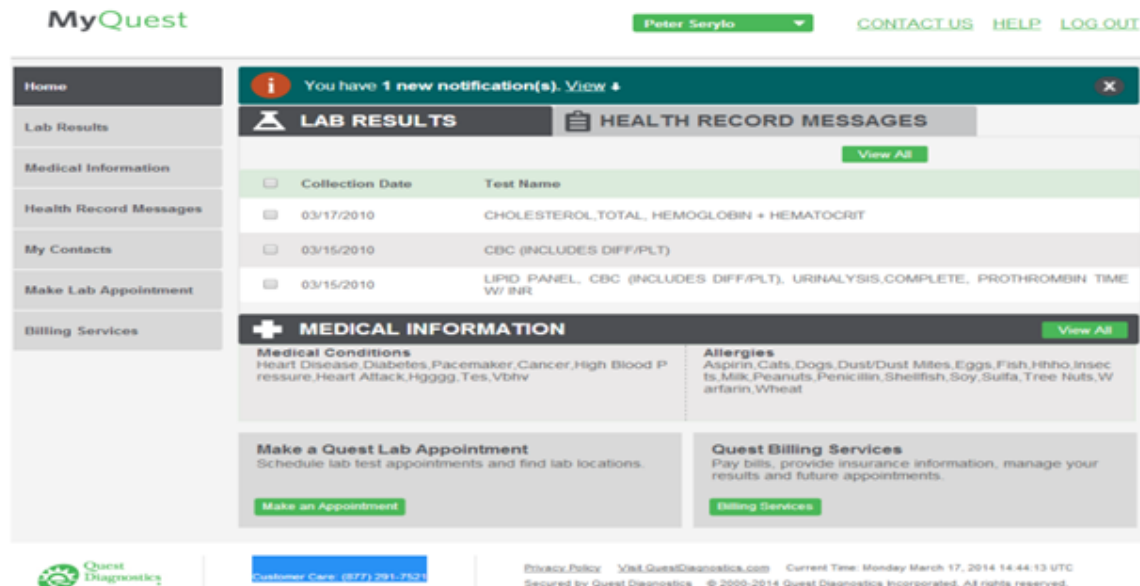 MyQuest
Peter Serylo
CONTACT US HELP LOG OUT
Home
Lab Results
Medical Information
Health Record Messages
My Contacts
Make Lab Appointment
Billing Services
You have 1 new notification(s). View
LAB RESULTS
HEALTH RECORD MESSAGES
View All
Collection Date Test Name
03/17/2010 CHOLESTEROL,TOTAL, HEMOGLOBIN + HEMATOCRIT
03/15/2010 CBC (INCLUDES DIFF/PLT)
03/15/2010 LIPID PANEL, CBC (INCLUDES DIFF/PLT), URINALYSIS,COMPLETE, PROTHROMBIN TIME
W/ INR
MEDICAL INFORMATION
View All
Medical Conditions
Heart Disease,Diabetes,Pacemaker,Cancer,High Blood P
ressure,Heart Attack,Hgggg,Tes,Vbhv
Allergies
Aspirin,Cats,Dogs,Dust/Dust Mites,Eggs,Fish,Hhho,Insec
ts,Milk,Peanuts,Penicillin,Shellfish,Soy,Sulfa,Tree Nuts,W
arfarin,Wheat
Make a Quest Lab Appointment
Schedule lab test appointments and find lab locations.
Make an Appointment
Quest Billing Services
Pay bills, provide insurance information, manage your
results and future appointments.
Billing Services
Quest
Diagnostics
Customer Care: (877) 291-7521
Privacy Policy Visit QuestDiagnostics.com Current Time: Monday March 17, 2014 14:44:13 UTC
Secured by Quest Diagnostics © 2000-2014 Quest Diagnostics Incorporated. All rights reserved.